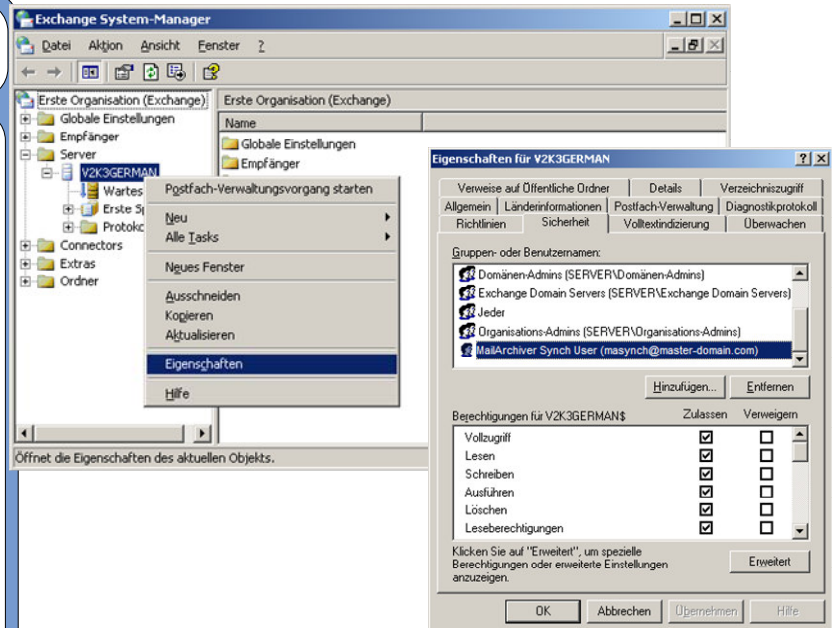 Exchange System-Manager
Datei Aktion Ansicht Fenster ?
Erste Organisation (Exchange)
Globale Einstellungen
Empfänger
Server
V2K3GERMAN
Wartes
Erste Sp
Protoko
Connectors
Extras
Ordner
Erste Organisation (Exchange)
Name
Globale Einstellungen
Empfänger
Postfach-Verwaltungsvorgang starten
Neu
Alle Tasks
Neues Fenster
Ausschneiden
Kopieren
Aktualisieren
Eigenschaften
Hilfe
Öffnet die Eigenschaften des aktuellen Objekts.
Eigenschaften für V2K3GERMAN
Verweise auf Öffentliche Ordner Details Verzeichniszugriff
Allgemein Länderinformationen Postfach-Verwaltung Diagnostikprotokoll
Richtlinien Sicherheit Volltextindizierung Überwachen
Gruppen- oder Benutzernamen:
Domänen-Admins (SERVER\Domänen-Admins)
Exchange Domain Servers (SERVER\Exchange Domain Servers)
Jeder
Organisations-Admins (SERVER\Organisations-Admins)
MailArchiver Synch User (masynch@master-domain.com)
Hinzufügen... Entfernen
Berechtigungen für V2K3GERMAN$ Zulassen Verweigern
Vollzugriff
Lesen
Schreiben
Ausführen
Löschen
Leseberechtigungen
Klicken Sie auf "Erweitert", um spezielle
Berechtigungen oder erweiterte Einstellungen
anzuzeigen.
Erweitert
OK Abbrechen Übernehmen Hilfe